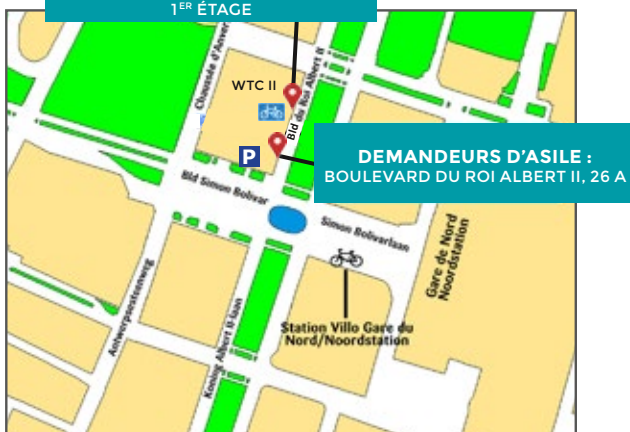 1ER ÉTAGE
Chaussée d'Anver
WTC II
Bld du Roi Albert II
P
DEMANDEURS D'ASILE :
BOULEVARD DU ROI ALBERT II, 26 A
Bld Simon Bolivar
Simon Bolivarlaan
Gare de Nord
Noordstation
Antwerpsesteenweg
Koning Albert II-laan
Station Villo Gare du
Nord/Noordstation